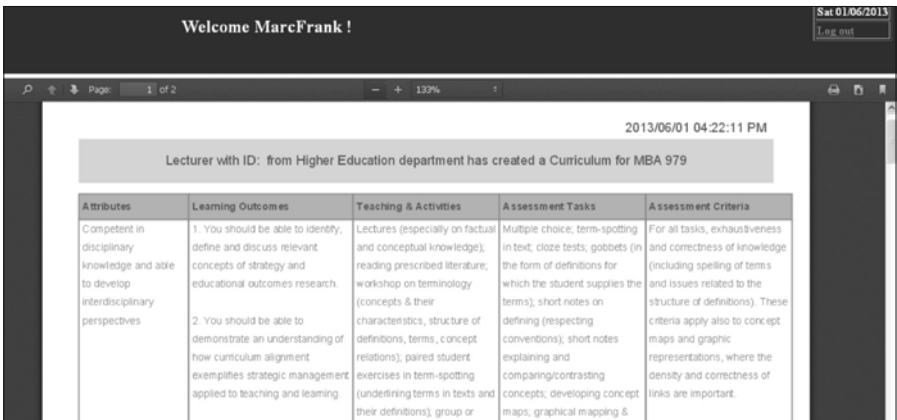 Welcome MarcFrank !
Sat 01/06/2013
Log out
Page: 1 of 2
133%
2013/06/01 04:22:11 PM
Lecturer with ID: from Higher Education department has created a Curriculum for MBA 979
Attributes
Competent in
disciplinary
knowledge and able
to develop
interdisciplinary
perspectives
Learning Outcomes
1. You should be able to identify,
define and discuss relevant
concepts of strategy and
educational outcomes research.
2. You should be able to
demonstrate an understanding of
how curriculum alignment
exemplifies strategic management
applied to teaching and learning.
Teaching & Activities
Lectures (especially on factual
and conceptual knowledge);
reading prescribed literature;
workshop on terminology
(concepts & their
characteristics, structure of
definitions, terms, concept
relations); paired student
exercises in term-spotting
(underlining terms in texts and
their definitions); group or
Assessment Tasks
Multiple choice; term-spotting
in text; cloze tests; gobbets (in
the form of definitions for
which the student supplies the
terms); short notes on
defining (respecting
conventions); short notes
explaining and
comparing/contrasting
concepts; developing concept
maps; graphical mapping &
Assessment Criteria
For all tasks, exhaustiveness
and correctness of knowledge
(including spelling of terms
and issues related to the
structure of definitions). These
criteria apply also to concept
maps and graphic
representations, where the
density and correctness of
links are important.